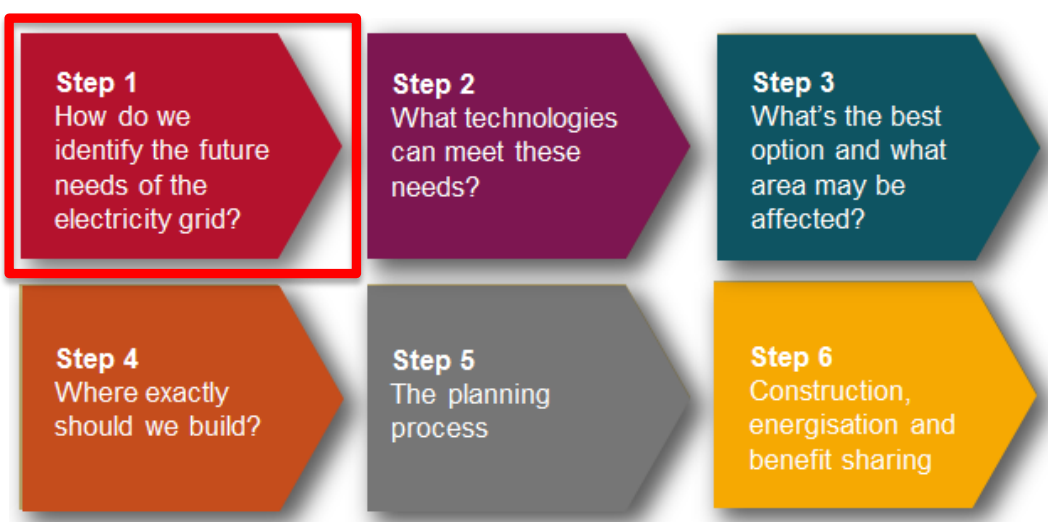 Step 1
How do we
identify the future
needs of the
electricity grid?
Step 2
What technologies
can meet these
needs?
Step 3
What's the best
option and what
area may be
affected?
Step 4
Where exactly
should we build?
Step 5
The planning
process
Step 6
Construction,
energisation and
benefit sharing